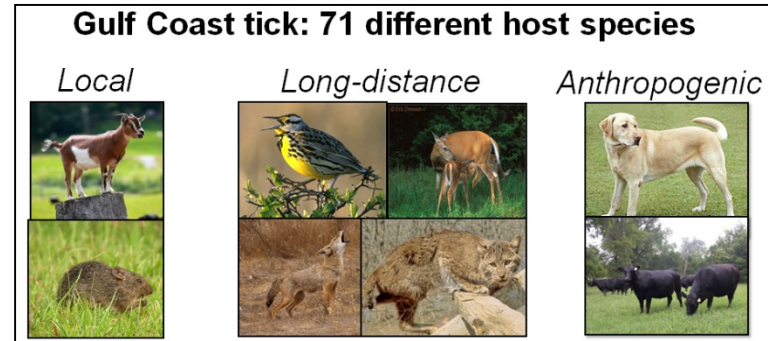 Gulf Coast tick: 71 different host species
Local
Long-distance
Anthropogenic